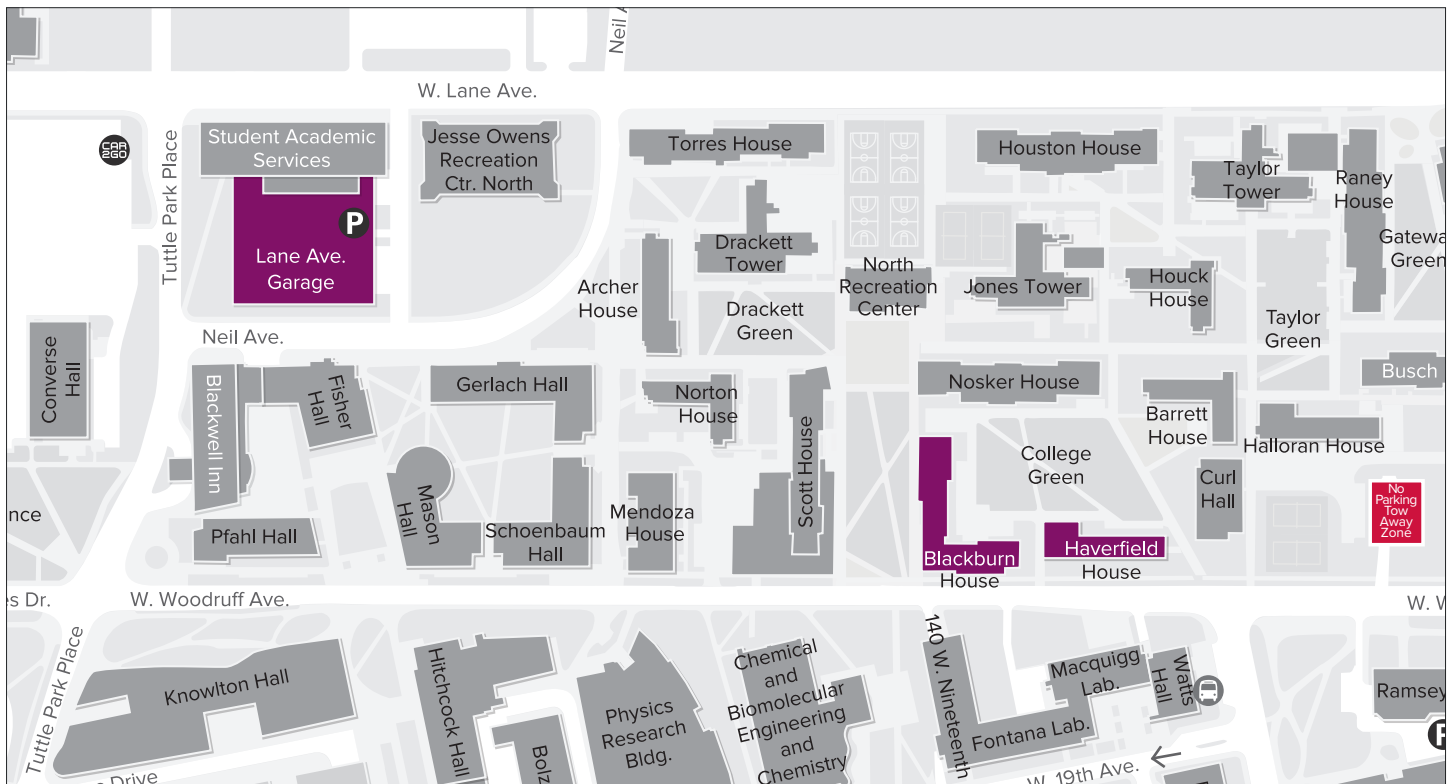 Neil A
W. Lane Ave.
CAR
2GO
Tuttle Park Place
Student Academic
Services
Jesse Owens
Recreation
Ctr. North
Torres House
Houston House
Taylor
Tower
Raney
House
P
Lane Ave.
Garage
Drackett
Tower
Gateway
Green
Archer
House
North
Recreation
Center
Jones Tower
Houck
House
Drackett
Green
Taylor
Green
Neil Ave.
Converse
Hall
Blackwell Inn
Fisher
Hall
Gerlach Hall
Norton
House
Nosker House
Busch
Barrett
House
Halloran House
Scott House
College
Green
Curl
Hall
nce
Pfahl Hall
Mason
Hall
Schoenbaum
Hall
Mendoza
House
No
Parking
Tow
Away
Zone
Blackburn
House
Haverfield
House
es Dr.
W. Woodruff Ave.
W. W
Tuttle Park Place
Knowlton Hall
Hitchcock Hall
Bolz
Physics
Research
Bldg.
Chemical
and
Biomolecular
Engineering
and
Chemistry
140 W. Nineteenth
Macquigg
Lab.
Watts
Hall
Fontana Lab.
Ramsey
P
Drive
W. 19th Ave.